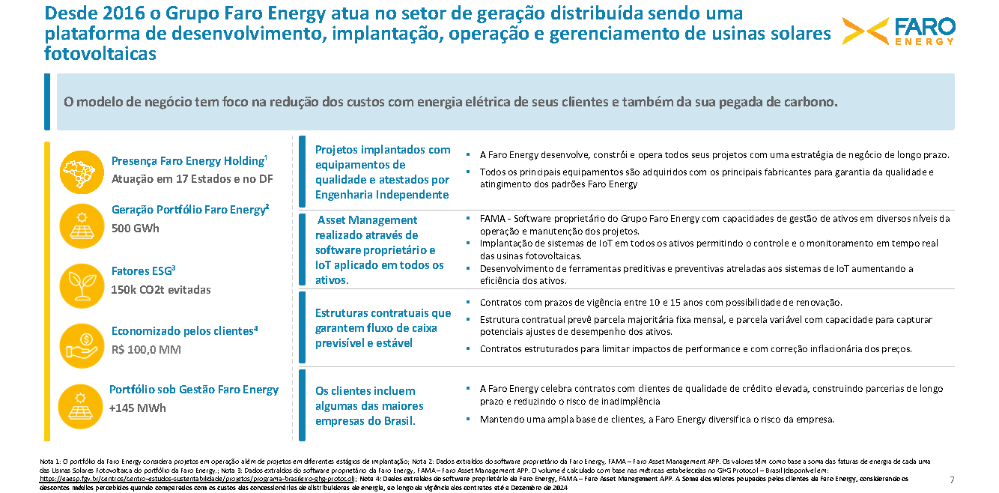 Desde 2016 o Grupo Faro Energy atua no setor de geração distribuída sendo uma
plataforma de desenvolvimento, implantação, operação e gerenciamento de usinas solares
fotovoltaicas
FARO
ENERGY
O modelo de negócio tem foco na redução dos custos com energia elétrica de seus clientes e também da sua pegada de carbono.
Presença Faro Energy Holding¹
Atuação em 17 Estados e no DF
Geração Portfólio Faro Energy²
500 GWh
Fatores ESG³
150k CO2t evitadas
Economizado pelos clientes⁴
R$ 100,0 MM
Portfólio sob Gestão Faro Energy
+145 MWh
Projetos implantados com
equipamentos de
qualidade e atestados por
Engenharia Independente
▪ A Faro Energy desenvolve, constrói e opera todos seus projetos com uma estratégia de negócio de longo prazo.
▪ Todos os principais equipamentos são adquiridos com os principais fabricantes para garantia da qualidade e
atingimento dos padrões Faro Energy
Asset Management
realizado através de
software proprietário e
IoT aplicado em todos os
ativos.
▪ FAMA - Software proprietário do Grupo Faro Energy com capacidades de gestão de ativos em diversos níveis da
operação e manutenção dos projetos.
▪ Implantação de sistemas de IoT em todos os ativos permitindo o controle e o monitoramento em tempo real
das usinas fotovoltaicas.
▪ Desenvolvimento de ferramentas preditivas e preventivas atreladas aos sistemas de IoT aumentando a
eficiência dos ativos.
Estruturas contratuais que
garantem fluxo de caixa
previsível e estável
▪ Contratos com prazos de vigência entre 10 e 15 anos com possibilidade de renovação.
▪ Estrutura contratual prevê parcela majoritária fixa mensal, e parcela variável com capacidade para capturar
potenciais ajustes de desempenho dos ativos.
▪ Contratos estruturados para limitar impactos de performance e com correção inflacionária dos preços.
Os clientes incluem
algumas das maiores
empresas do Brasil.
▪ A Faro Energy celebra contratos com clientes de qualidade de crédito elevada, construindo parcerias de longo
prazo e reduzindo o risco de inadimplência
▪ Mantendo uma ampla base de clientes, a Faro Energy diversifica o risco da empresa.
Nota 1: O portfólio da Faro Energy considera projetos em operação além de projetos em diferentes estágios de implantação; Nota 2: Dados extraídos do software proprietário da Faro Energy, FAMA – Faro Asset Management APP. Os valores têm como base a soma das faturas de energia de cada uma
das Usinas Solares Fotovoltaica do portfólio da Faro Energy.; Nota 3: Dados extraídos do software proprietário da Faro Energy, FAMA – Faro Asset Management APP. O volume é calculado com base nas métricas estabelecidas no GHG Protocol – Brasil (disponível em:
https://eaesp.fgv.br/centros/centro-estudos-sustentabilidade/projetos/programa-brasileiro-ghg-protocol); Nota 4: Dados extraídos do software proprietário da Faro Energy, FAMA – Faro Asset Management APP. A Soma dos valores poupados pelos clientes da Faro Energy, considerando os
descontos médios percebidos quando comparados com os custos das concessionárias de distribuidoras de energia, ao longo da vigência dos contratos até a Dezembro de 2024
7